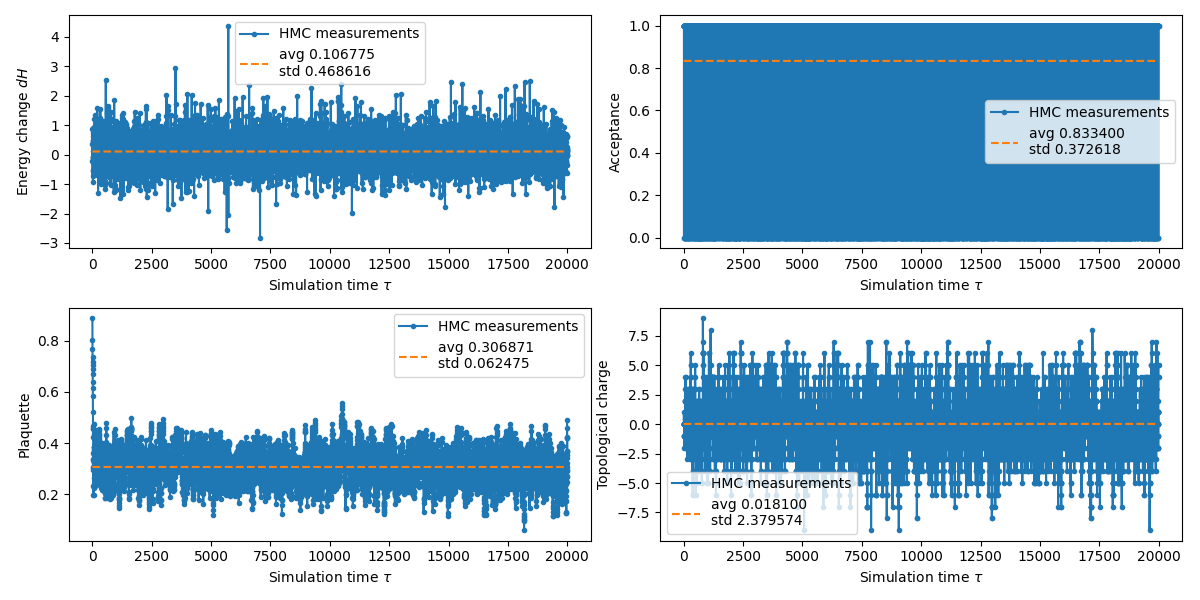 4
3
2
1
0
−1
−2
−3
Energy change dH
HMC measurements
avg 0.106775
std 0.468616
0 2500 5000 7500 10000 12500 15000 17500 20000
Simulation time τ
1.0
0.8
0.6
0.4
0.2
0.0
Acceptance
HMC measurements
avg 0.833400
std 0.372618
0 2500 5000 7500 10000 12500 15000 17500 20000
Simulation time τ
0.8
0.6
0.4
0.2
Plaquette
HMC measurements
avg 0.306871
std 0.062475
0 2500 5000 7500 10000 12500 15000 17500 20000
Simulation time τ
7.5
5.0
2.5
0.0
−2.5
−5.0
−7.5
Topological charge
HMC measurements
avg 0.018100
std 2.379574
0 2500 5000 7500 10000 12500 15000 17500 20000
Simulation time τ